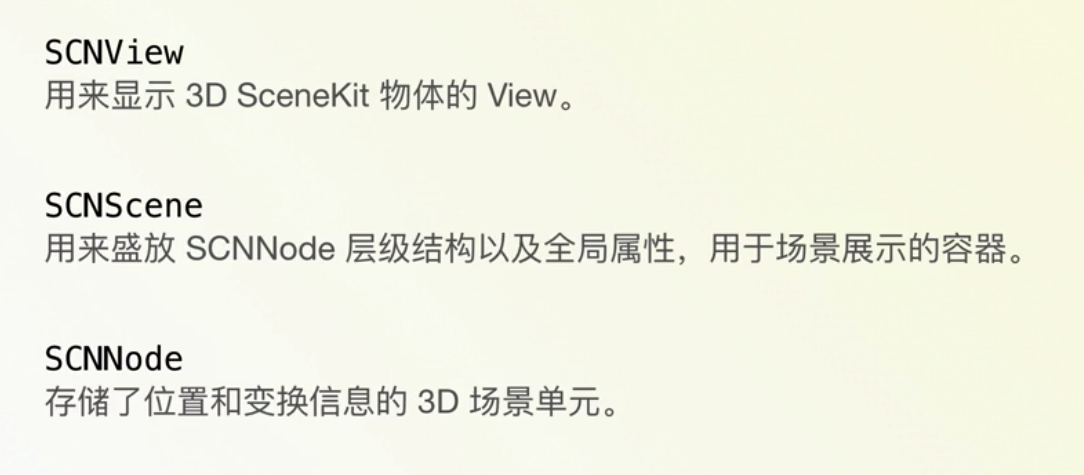 SCNView
用来显示 3D SceneKit 物体的 View。
SCNScene
用来盛放 SCNNode 层级结构以及全局属性，用于场景展示的容器。
SCNNode
存储了位置和变换信息的 3D 场景单元。